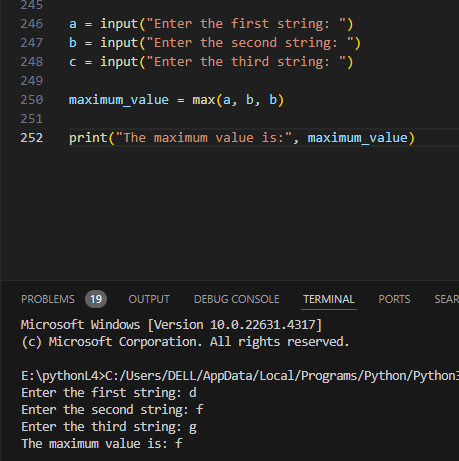 245
246 a = input("Enter the first string: ")
247 b = input("Enter the second string: ")
248 c = input("Enter the third string: ")
249
250 maximum_value = max(a, b, b)
251
252 print("The maximum value is:", maximum_value)
PROBLEMS 19 OUTPUT DEBUG CONSOLE TERMINAL PORTS SEAR
Microsoft Windows [Version 10.0.22631.4317]
(c) Microsoft Corporation. All rights reserved.
E:\pythonL4>C:/Users/DELL/AppData/Local/Programs/Python/Python3
Enter the first string: d
Enter the second string: f
Enter the third string: g
The maximum value is: f